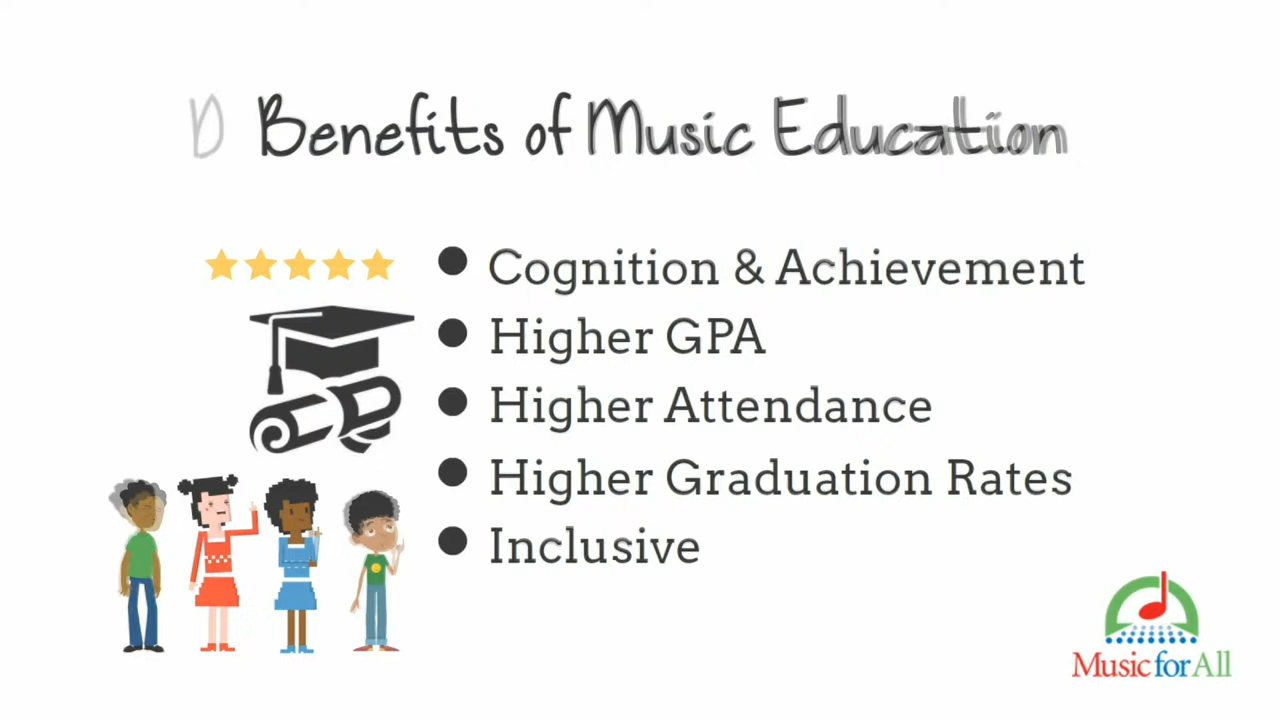 D Benefits of Music Education
Cognition & Achievement
Higher GPA
Higher Attendance
Higher Graduation Rates
Inclusive
Music for All